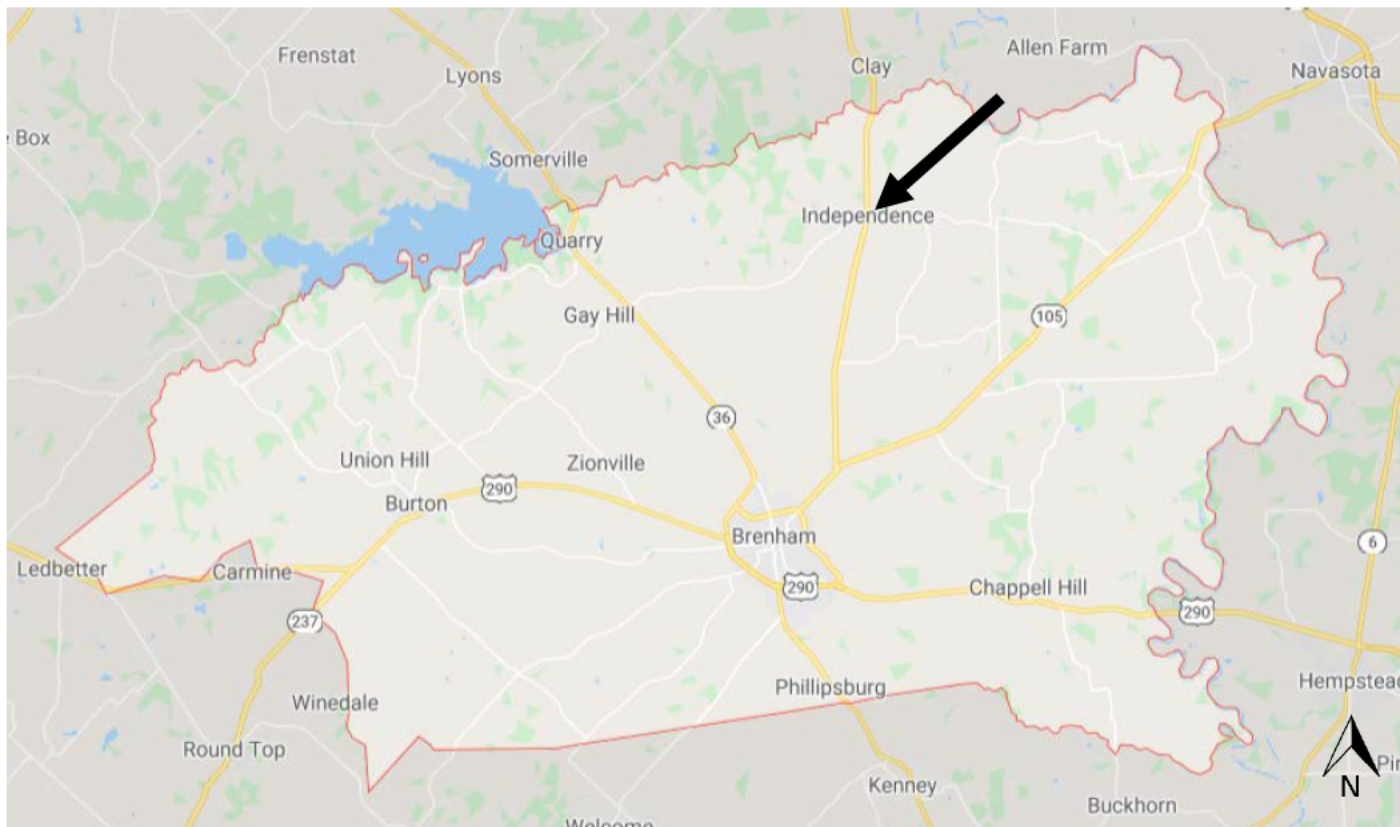 Frenstat
Lyons
Clay
Allen Farm
Navasota
Box
Somerville
Independence
Quarry
Gay Hill
105
36
Union Hill
Zionville
290
Burton
Brenham
6
Ledbetter
Carmine
290
Chappell Hill
290
237
Winedale
Phillipsburg
Hempstead
Round Top
Kenney
Buckhorn
N
Welcome